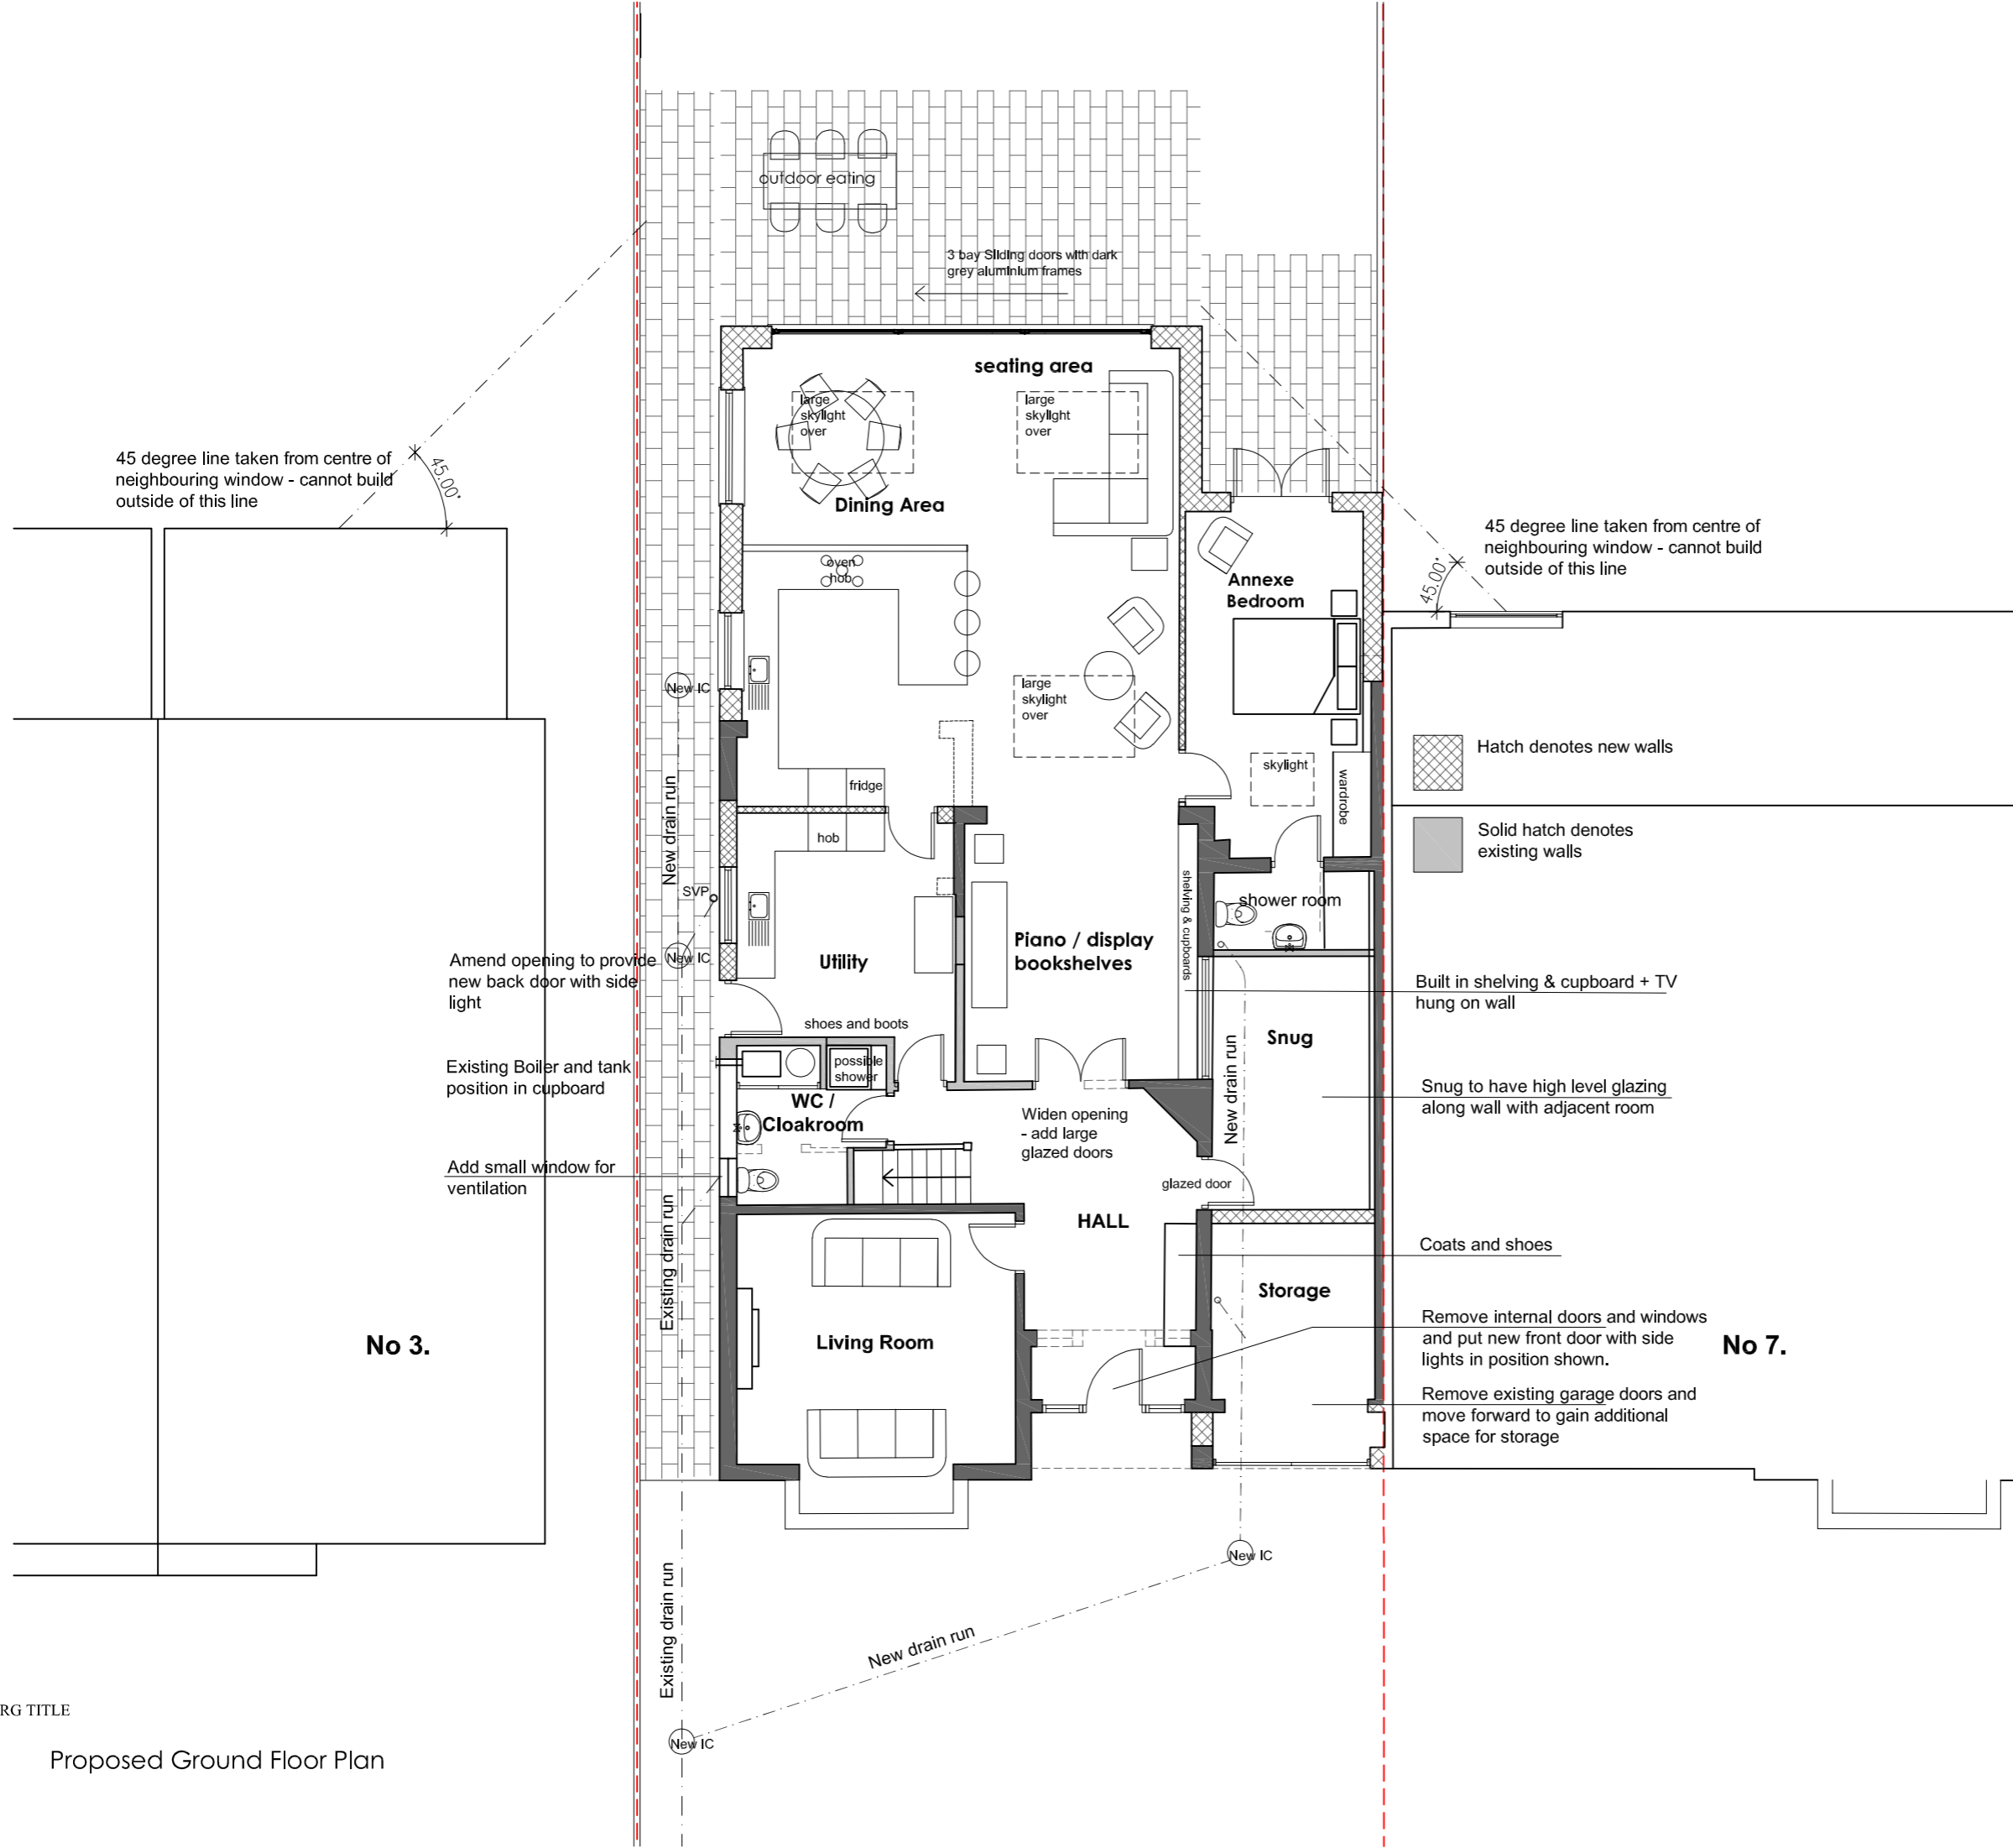 outdoor eating
3 bay Sliding doors with dark
grey aluminium frames
seating area
large
skylight
over
large
skylight
over
Dining Area
45 degree line taken from centre of
neighbouring window - cannot build
outside of this line
45.00°
45 degree line taken from centre of
neighbouring window - cannot build
outside of this line
45.00°
oven
hob
Annexe
Bedroom
New IC
large
skylight
over
Hatch denotes new walls
skylight
wardrobe
fridge
New drain run
hob
Solid hatch denotes
existing walls
SVP
shelving & cupboards
shower room
Amend opening to provide
new back door with side
light
New IC
Utility
Piano / display
bookshelves
Built in shelving & cupboard + TV
hung on wall
shoes and boots
Snug
New drain run
Existing Boiler and tank
position in cupboard
possible
shower
WC /
Cloakroom
Widen opening
- add large
glazed doors
Snug to have high level glazing
along wall with adjacent room
Add small window for
ventilation
glazed door
HALL
Existing drain run
Coats and shoes
Storage
No 3.
Living Room
Remove internal doors and windows
and put new front door with side
lights in position shown.
No 7.
Remove existing garage doors and
move forward to gain additional
space for storage
New IC
Existing drain run
New drain run
New IC
RG TITLE
Proposed Ground Floor Plan